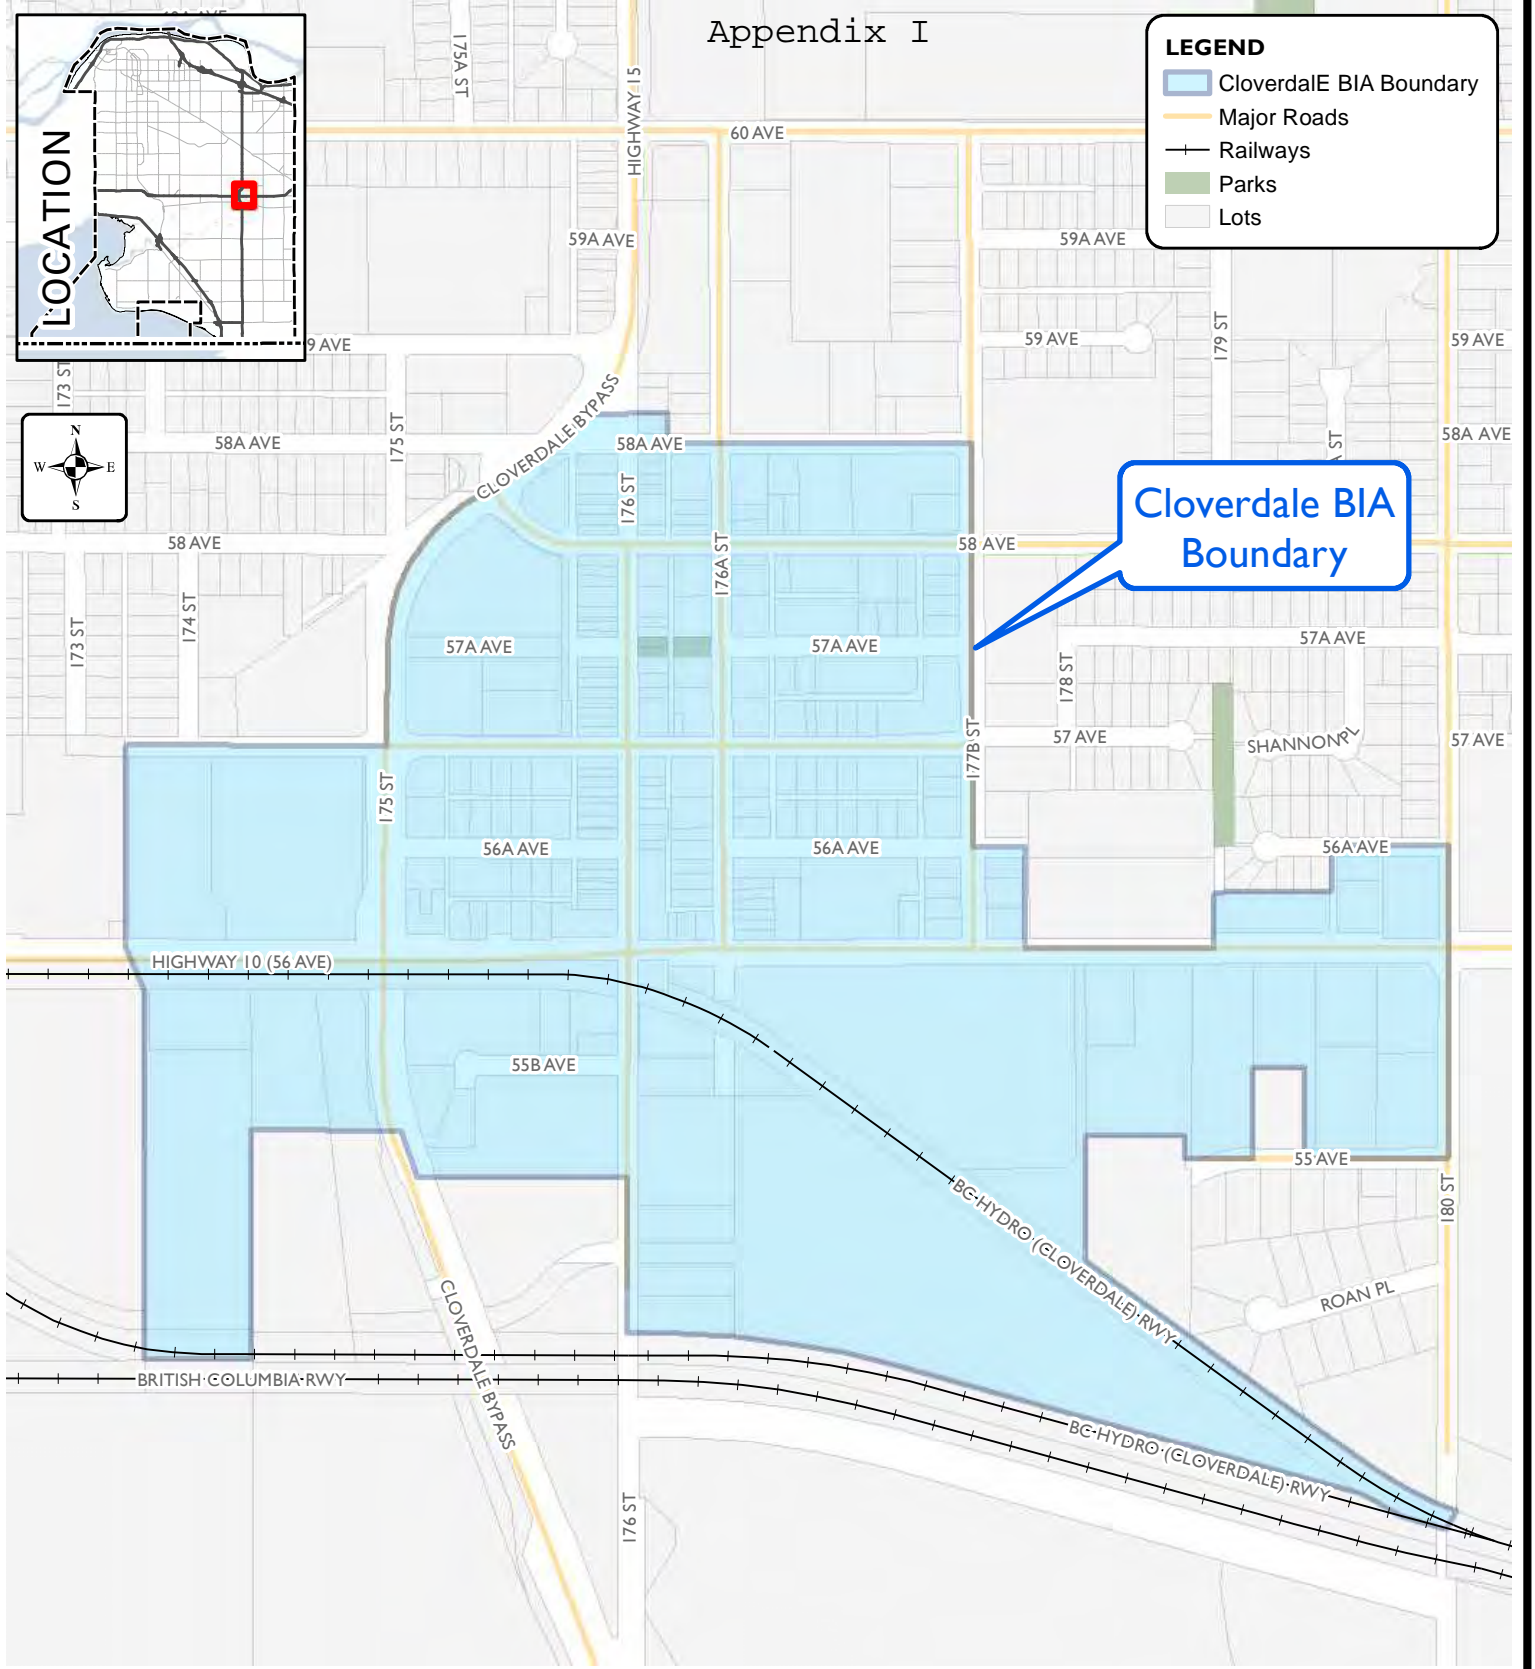 Appendix I
LEGEND
CloverdalE BIA Boundary
Major Roads
Railways
Parks
Lots
LOCATION
N
W
E
S
175A ST
HIGHWAY 15
60 AVE
59A AVE
59A AVE
179 ST
59 AVE
59 AVE
9 AVE
173 ST
175 ST
58A AVE
CLOVERDALE BYPASS
58A AVE
58A AVE
A ST
176 ST
Cloverdale BIA
Boundary
58 AVE
58 AVE
176A ST
173 ST
174 ST
57A AVE
57A AVE
57A AVE
178 ST
177B ST
57 AVE
SHANNON PL
57 AVE
175 ST
56A AVE
56A AVE
56A AVE
HIGHWAY 10 (56 AVE)
55B AVE
55 AVE
180 ST
BC HYDRO (CLOVERDALE) RWY
ROAN PL
CLOVERDALE BYPASS
BRITISH COLUMBIA RWY
BC HYDRO (CLOVERDALE) RWY
176 ST